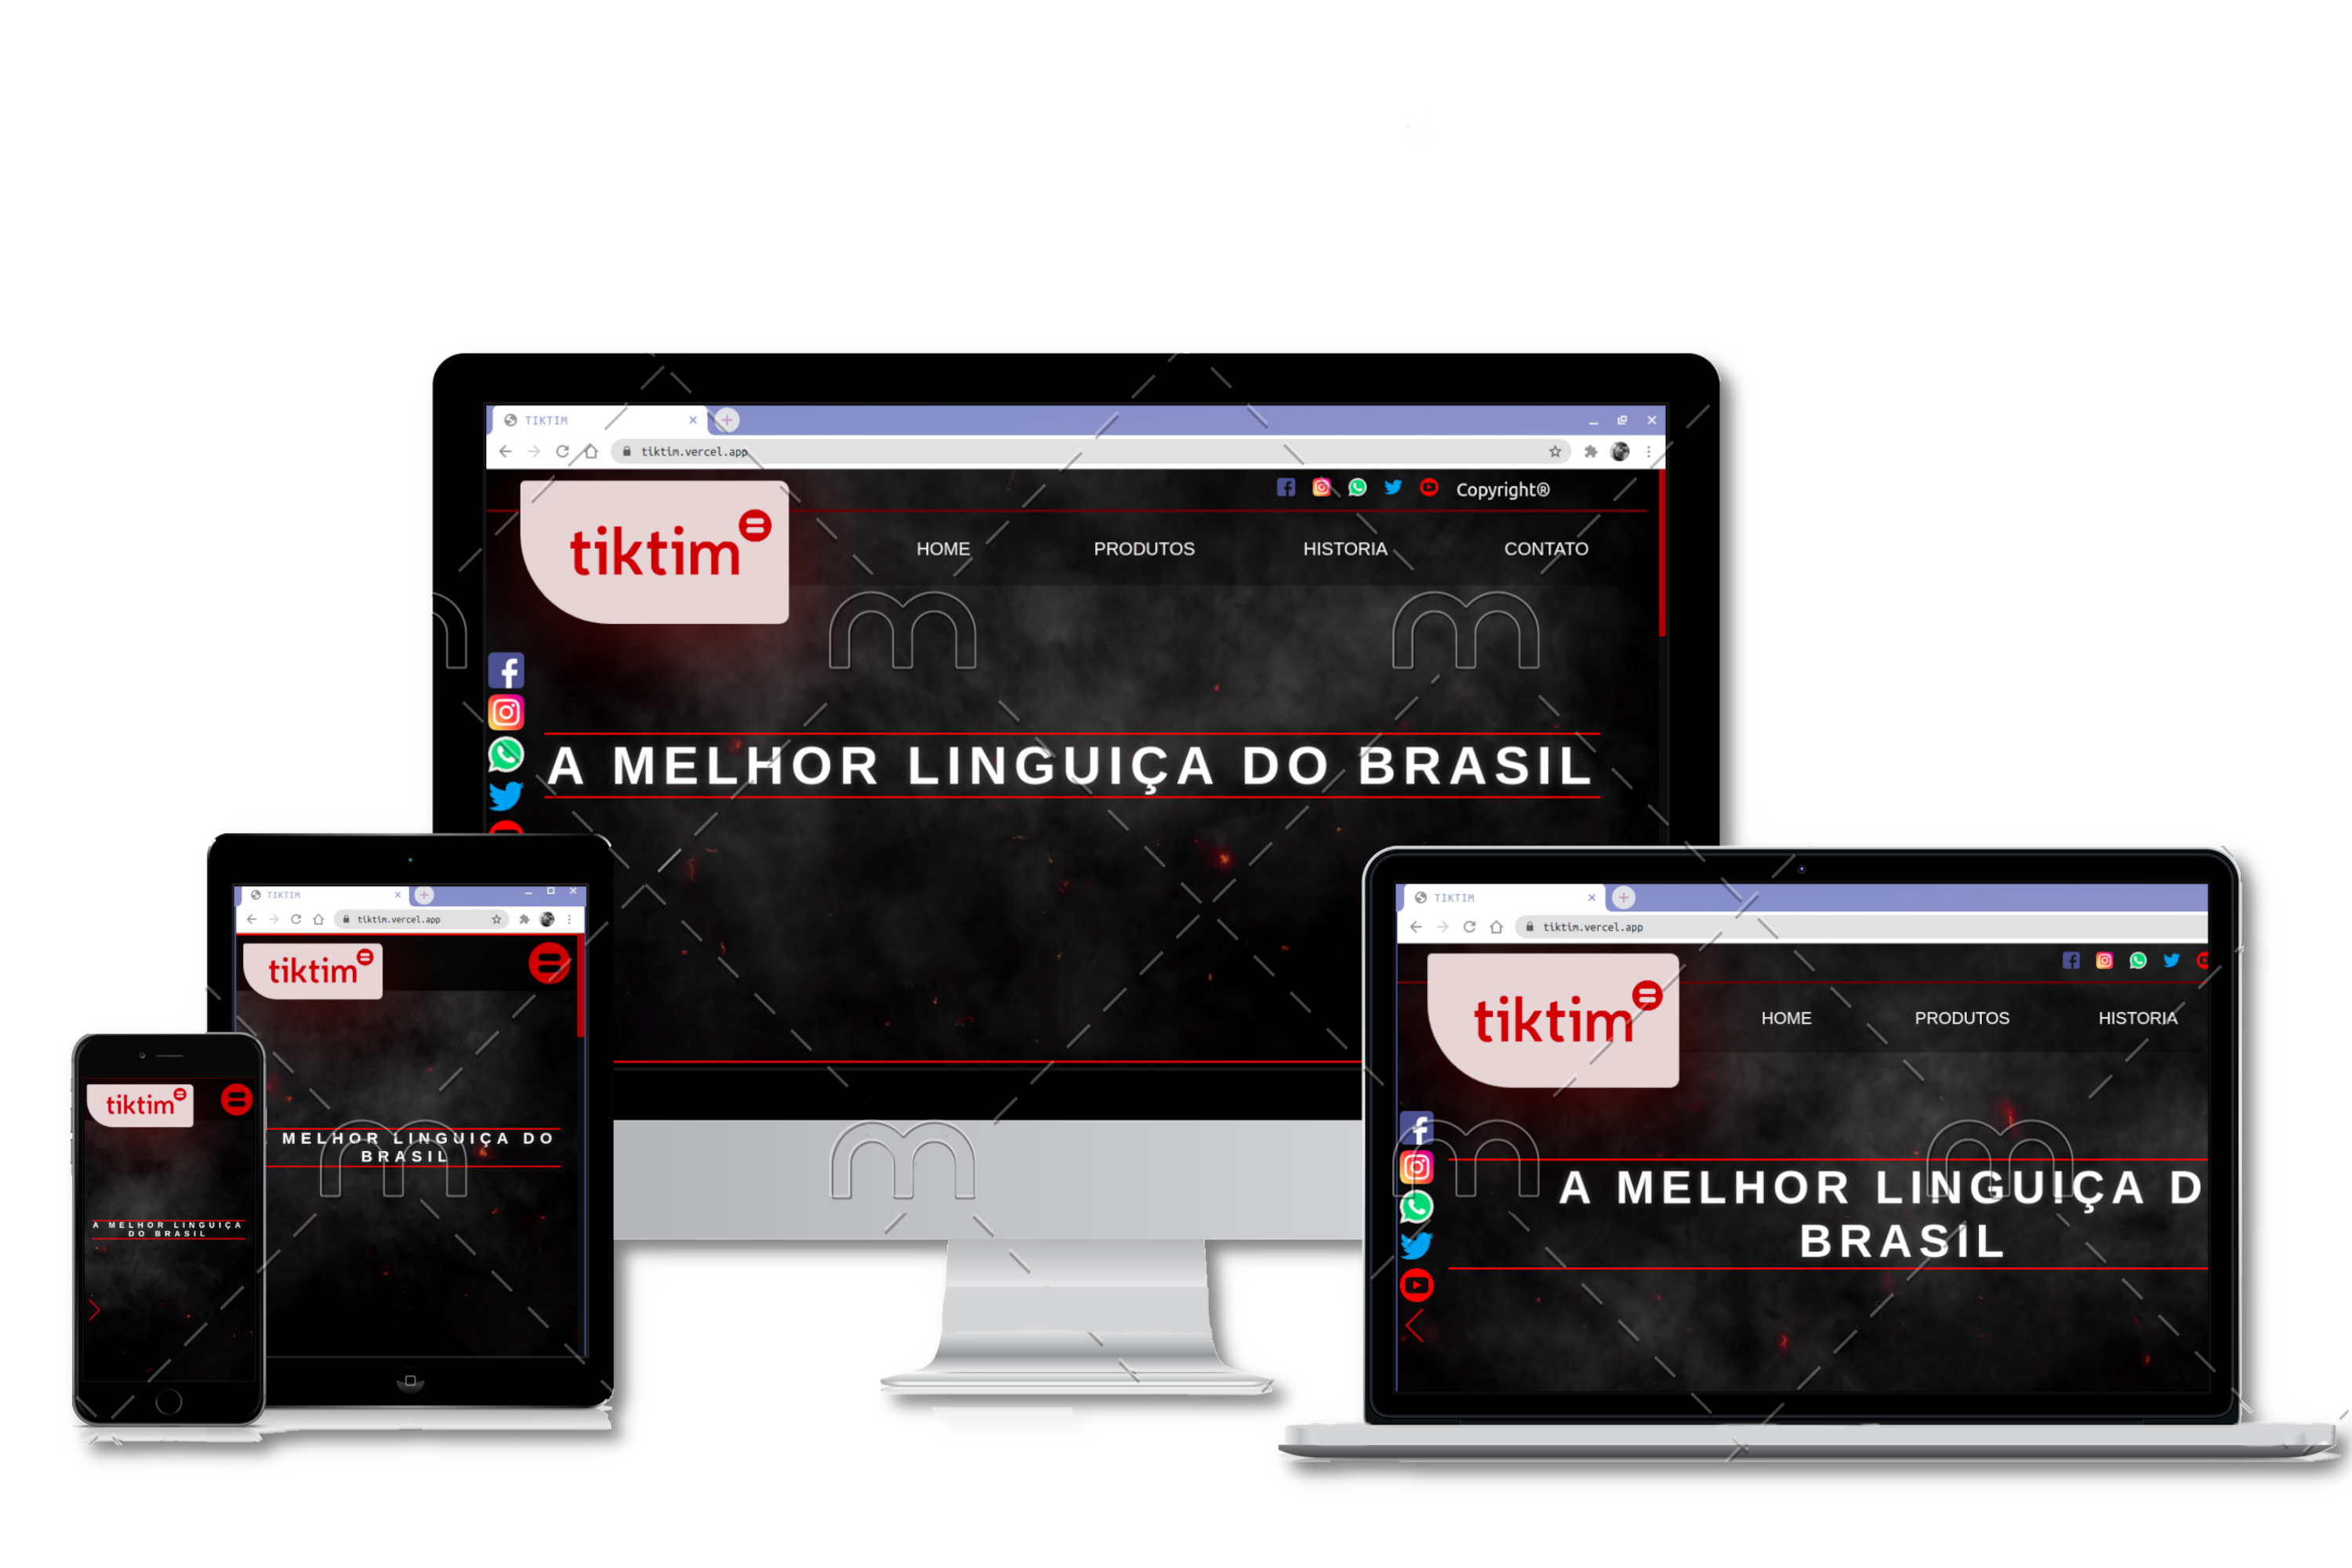 TIKTIM
tiktim.vercel.app
Copyright®
tiktim
HOME PRODUTOS HISTORIA CONTATO
A MELHOR LINGUIÇA DO BRASIL
TIKTIM
tiktim.vercel.app
tiktim
MELHOR LINGUIÇA DO
BRASIL
tiktim
A MELHOR LINGUIÇA
DO BRASIL
TIKTIM
tiktim.vercel.app
tiktim
HOME PRODUTOS HISTORIA
A MELHOR LINGUIÇA D
BRASIL